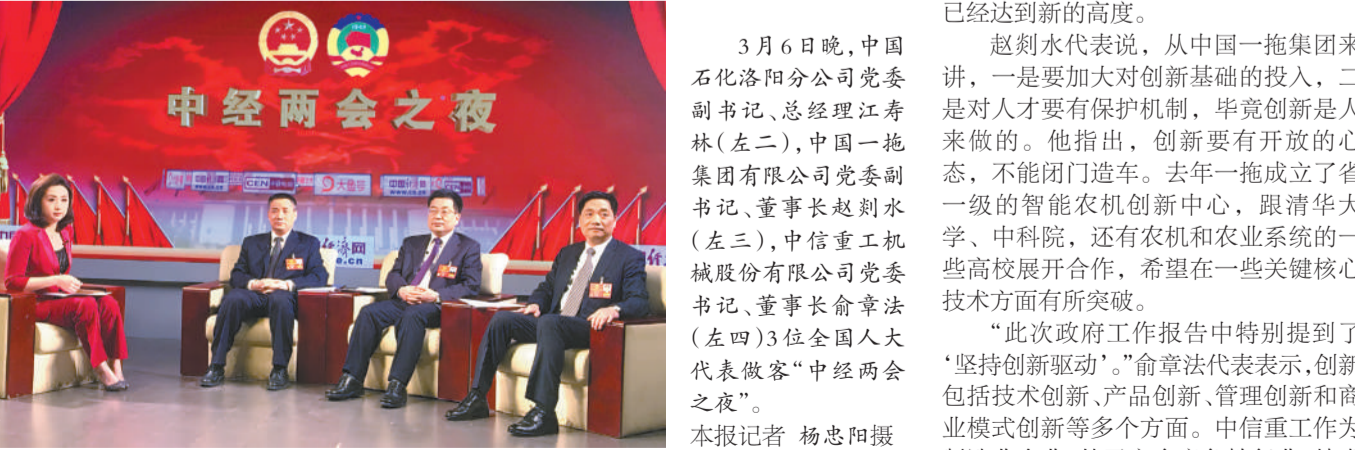 中经两会之夜
CEN
大鱼号
经济网
e.cn
3月6日晚,中国
石化洛阳分公司党委
副书记、总经理江寿
林(左二),中国一拖
集团有限公司党委副
书记、董事长赵剡水
(左三),中信重工机
械股份有限公司党委
书记、董事长俞章法
(左四)3位全国人大
代表做客“中经两会
之夜”。
本报记者 杨忠阳摄
已经达到新的高度。
赵剡水代表说，从中国一拖集团来
讲，一是要加大对创新基础的投入，二
是对人才要有保护机制，毕竟创新是人
来做的。他指出，创新要有开放的心
态，不能闭门造车。去年一拖成立了省
一级的智能农机创新中心，跟清华大
学、中科院，还有农机和农业系统的一
些高校展开合作，希望在一些关键核心
技术方面有所突破。
“此次政府工作报告中特别提到了
‘坚持创新驱动’。”俞章法代表表示,创新
包括技术创新、产品创新、管理创新和商
业模式创新等多个方面。中信重工作为